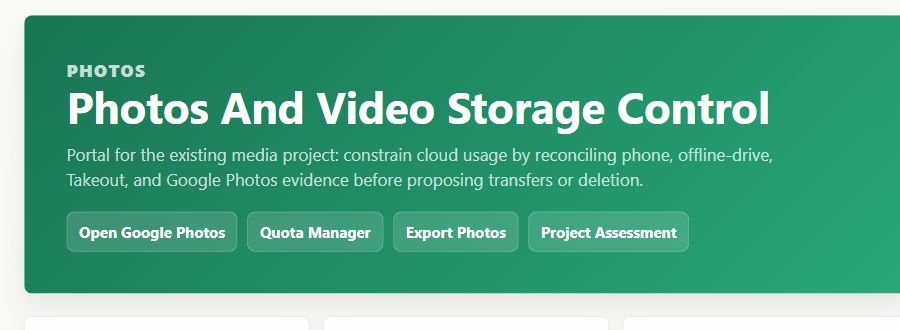 PHOTOS
Photos And Video Storage Control
Portal for the existing media project: constrain cloud usage by reconciling phone, offline-drive,
Takeout, and Google Photos evidence before proposing transfers or deletion.
Open Google Photos
Quota Manager
Export Photos
Project Assessment